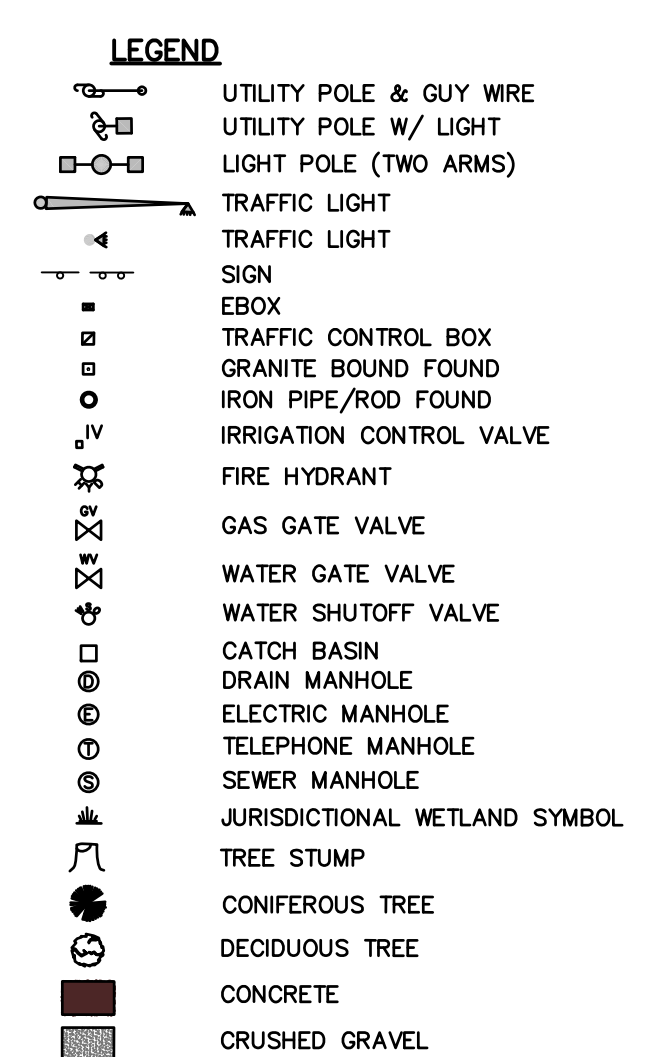 LEGEND
UTILITY POLE & GUY WIRE
UTILITY POLE W/ LIGHT
LIGHT POLE (TWO ARMS)
TRAFFIC LIGHT
TRAFFIC LIGHT
SIGN
EBOX
TRAFFIC CONTROL BOX
GRANITE BOUND FOUND
IRON PIPE/ROD FOUND
IV IRRIGATION CONTROL VALVE
FIRE HYDRANT
GV
GAS GATE VALVE
WV
WATER GATE VALVE
S
WATER SHUTOFF VALVE
CATCH BASIN
D DRAIN MANHOLE
E ELECTRIC MANHOLE
T TELEPHONE MANHOLE
S SEWER MANHOLE
JURISDICTIONAL WETLAND SYMBOL
TREE STUMP
CONIFEROUS TREE
DECIDUOUS TREE
CONCRETE
CRUSHED GRAVEL